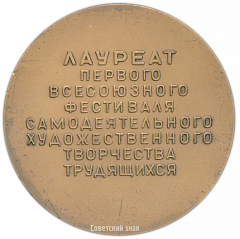 ЛАУРЕАТ
ПЕРВОГО
ВСЕСОЮЗНОГО
ФЕСТИВАЛЯ
САМОДЕЯТЕЛЬНОГО
ХУДОЖЕСТВЕННОГО
ТВОРЧЕСТВА
ТРУДЯЩИХСЯ
Советский знак